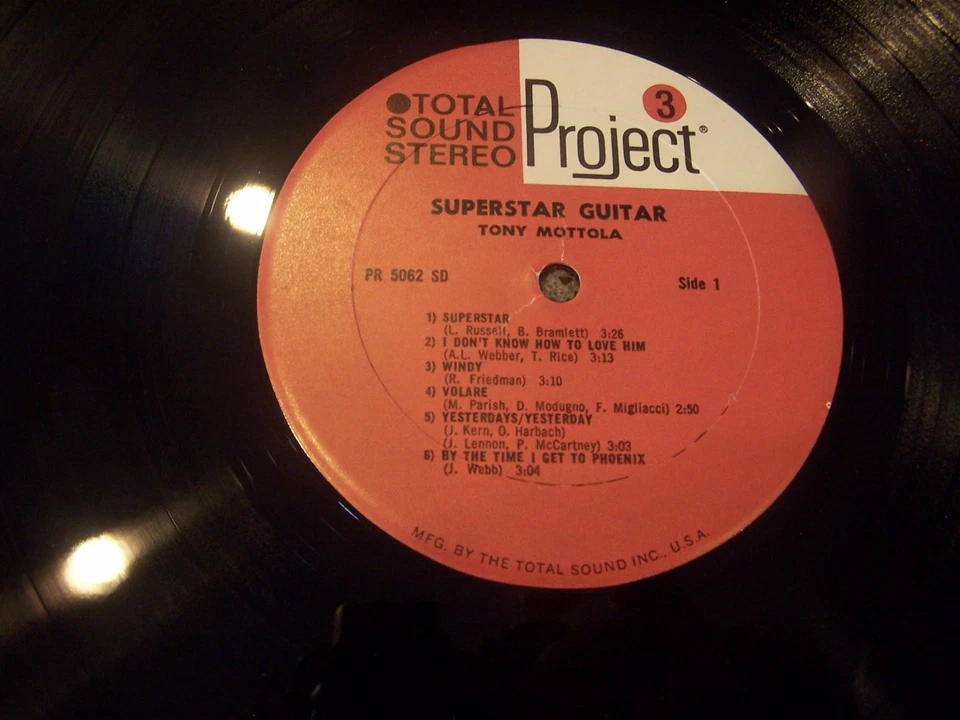 ●TOTAL
SOUND
STEREO
Project 3®
SUPERSTAR GUITAR
TONY MOTTOLA
PR 5062 SD
Side 1
1) SUPERSTAR
(L. Russell, B. Bramlett) 3:26
2) I DON'T KNOW HOW TO LOVE HIM
(A.L. Webber, T. Rice) 3:13
3) WINDY
(R. Friedman) 3:10
4) VOLARE
(M. Parish, D. Modugno, F. Migliacci) 2:50
5) YESTERDAYS/YESTERDAY
(J. Kern, O. Harbach)
(J. Lennon, P. McCartney) 3:03
6) BY THE TIME I GET TO PHOENIX
(J. Webb) 3:04
MFG. BY THE TOTAL SOUND INC., U.S.A.